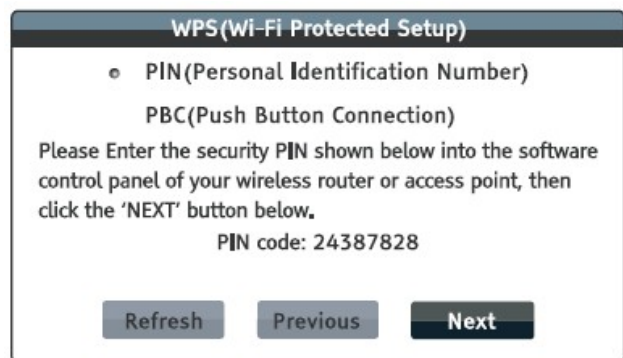 WPS(Wi-Fi Protected Setup)
PIN(Personal Identification Number)
PBC(Push Button Connection)
Please Enter the security PIN shown below into the software
control panel of your wireless router or access point, then
click the ‘NEXT’ button below.
PIN code: 24387828
Refresh Previous Next